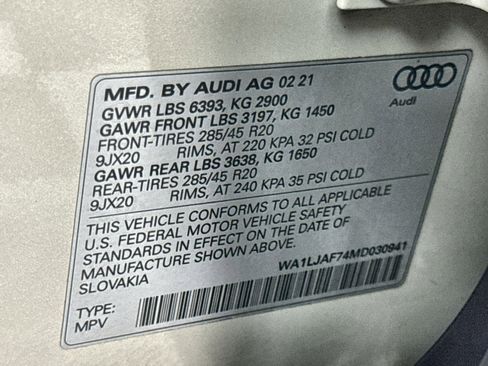 MFD. BY AUDI AG 02 21
GVWR LBS 6393, KG 2900
GAWR FRONT LBS 3197, KG 1450
FRONT-TIRES 285/45 R20
9JX20 RIMS, AT 220 KPA 32 PSI COLD
GAWR REAR LBS 3638, KG 1650
REAR-TIRES 285/45 R20
9JX20 RIMS, AT 240 KPA 35 PSI COLD
THIS VEHICLE CONFORMS TO ALL APPLICABLE
U.S. FEDERAL MOTOR VEHICLE SAFETY
STANDARDS IN EFFECT ON THE DATE OF
MANUFACTURE SHOWN ABOVE.
SLOVAKIA
WA1LJAF74MD030941
TYPE:
MPV
Audi